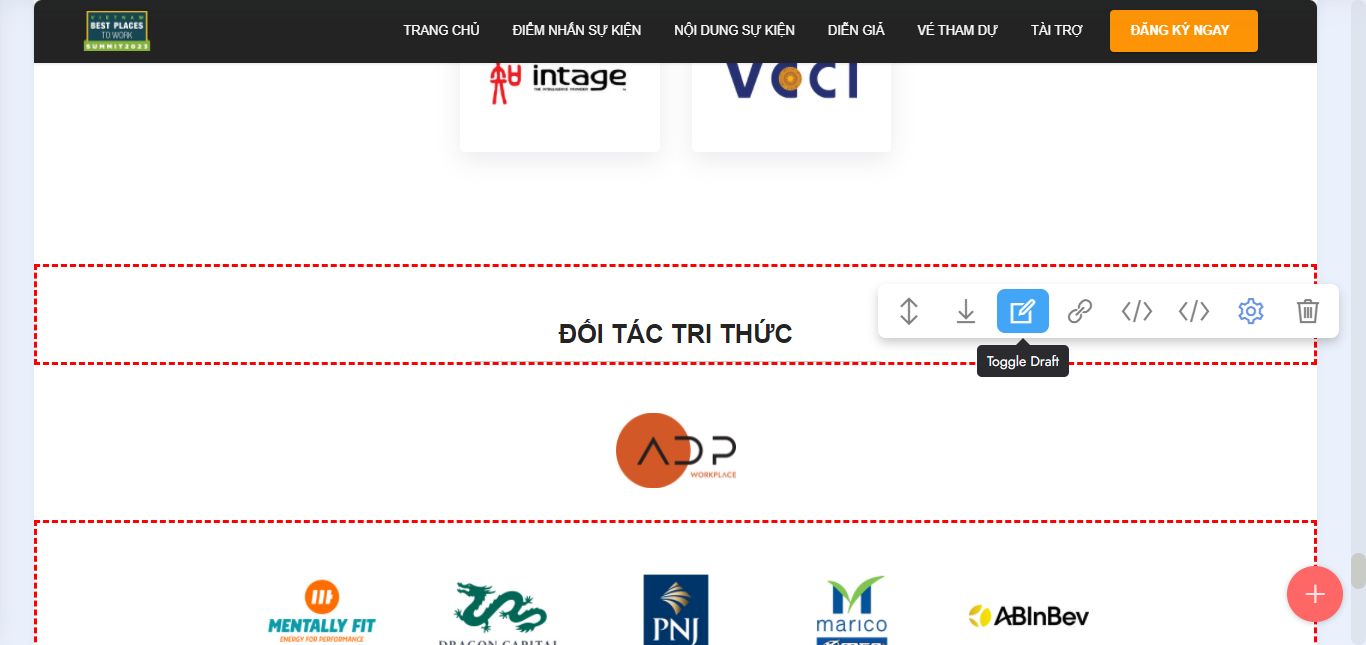 VIETNAM
BEST PLACES
TO WORK
SUMMIT2023
TRANG CHỦ
ĐIỂM NHẤN SỰ KIỆN
NỘI DUNG SỰ KIỆN
DIỄN GIẢ
VÉ THAM DỰ
TÀI TRỢ
ĐĂNG KÝ NGAY
intage
THE INTELLIGENCE PROVIDER
VCCI
ĐỐI TÁC TRI THỨC
Toggle Draft
ADP
WORKPLACE
MENTALLY FIT
ENERGY FOR PERFORMANCE
DRAGON CAPITAL
PNJ
marico
ABInBev